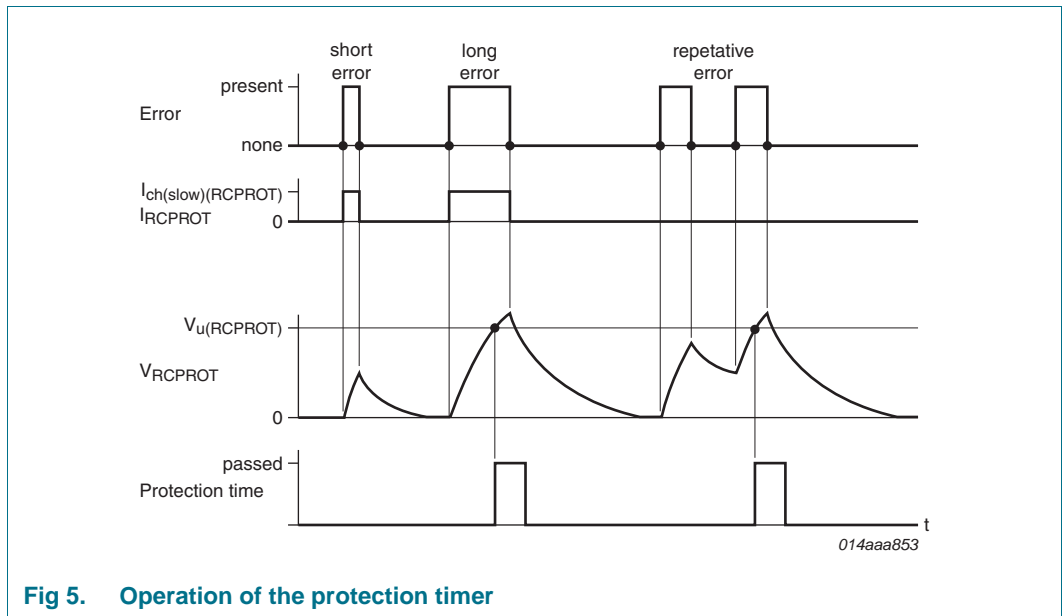 short error
long error
repetative error
present
Error
none
Ich(slow)(RCPROT)
IRCPROT
0
Vu(RCPROT)
VRCPROT
0
passed
Protection time
t
014aaa853
Fig 5. Operation of the protection timer